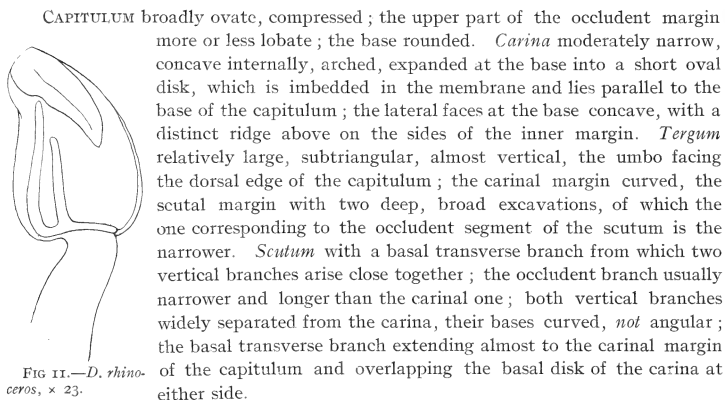 CAPITULUM broadly ovate, compressed ; the upper part of the occludent margin
more or less lobate ; the base rounded. Carina moderately narrow,
concave internally, arched, expanded at the base into a short oval
disk, which is imbedded in the membrane and lies parallel to the
base of the capitulum ; the lateral faces at the base concave, with a
distinct ridge above on the sides of the inner margin. Tergum
relatively large, subtriangular, almost vertical, the umbo facing
the dorsal edge of the capitulum ; the carinal margin curved, the
scutal margin with two deep, broad excavations, of which the
one corresponding to the occludent segment of the scutum is the
narrower. Scutum with a basal transverse branch from which two
vertical branches arise close together ; the occludent branch usually
narrower and longer than the carinal one ; both vertical branches
widely separated from the carina, their bases curved, not angular ;
the basal transverse branch extending almost to the carinal margin
of the capitulum and overlapping the basal disk of the carina at
either side.
FIG 11.—D. rhino-
ceros, × 23.